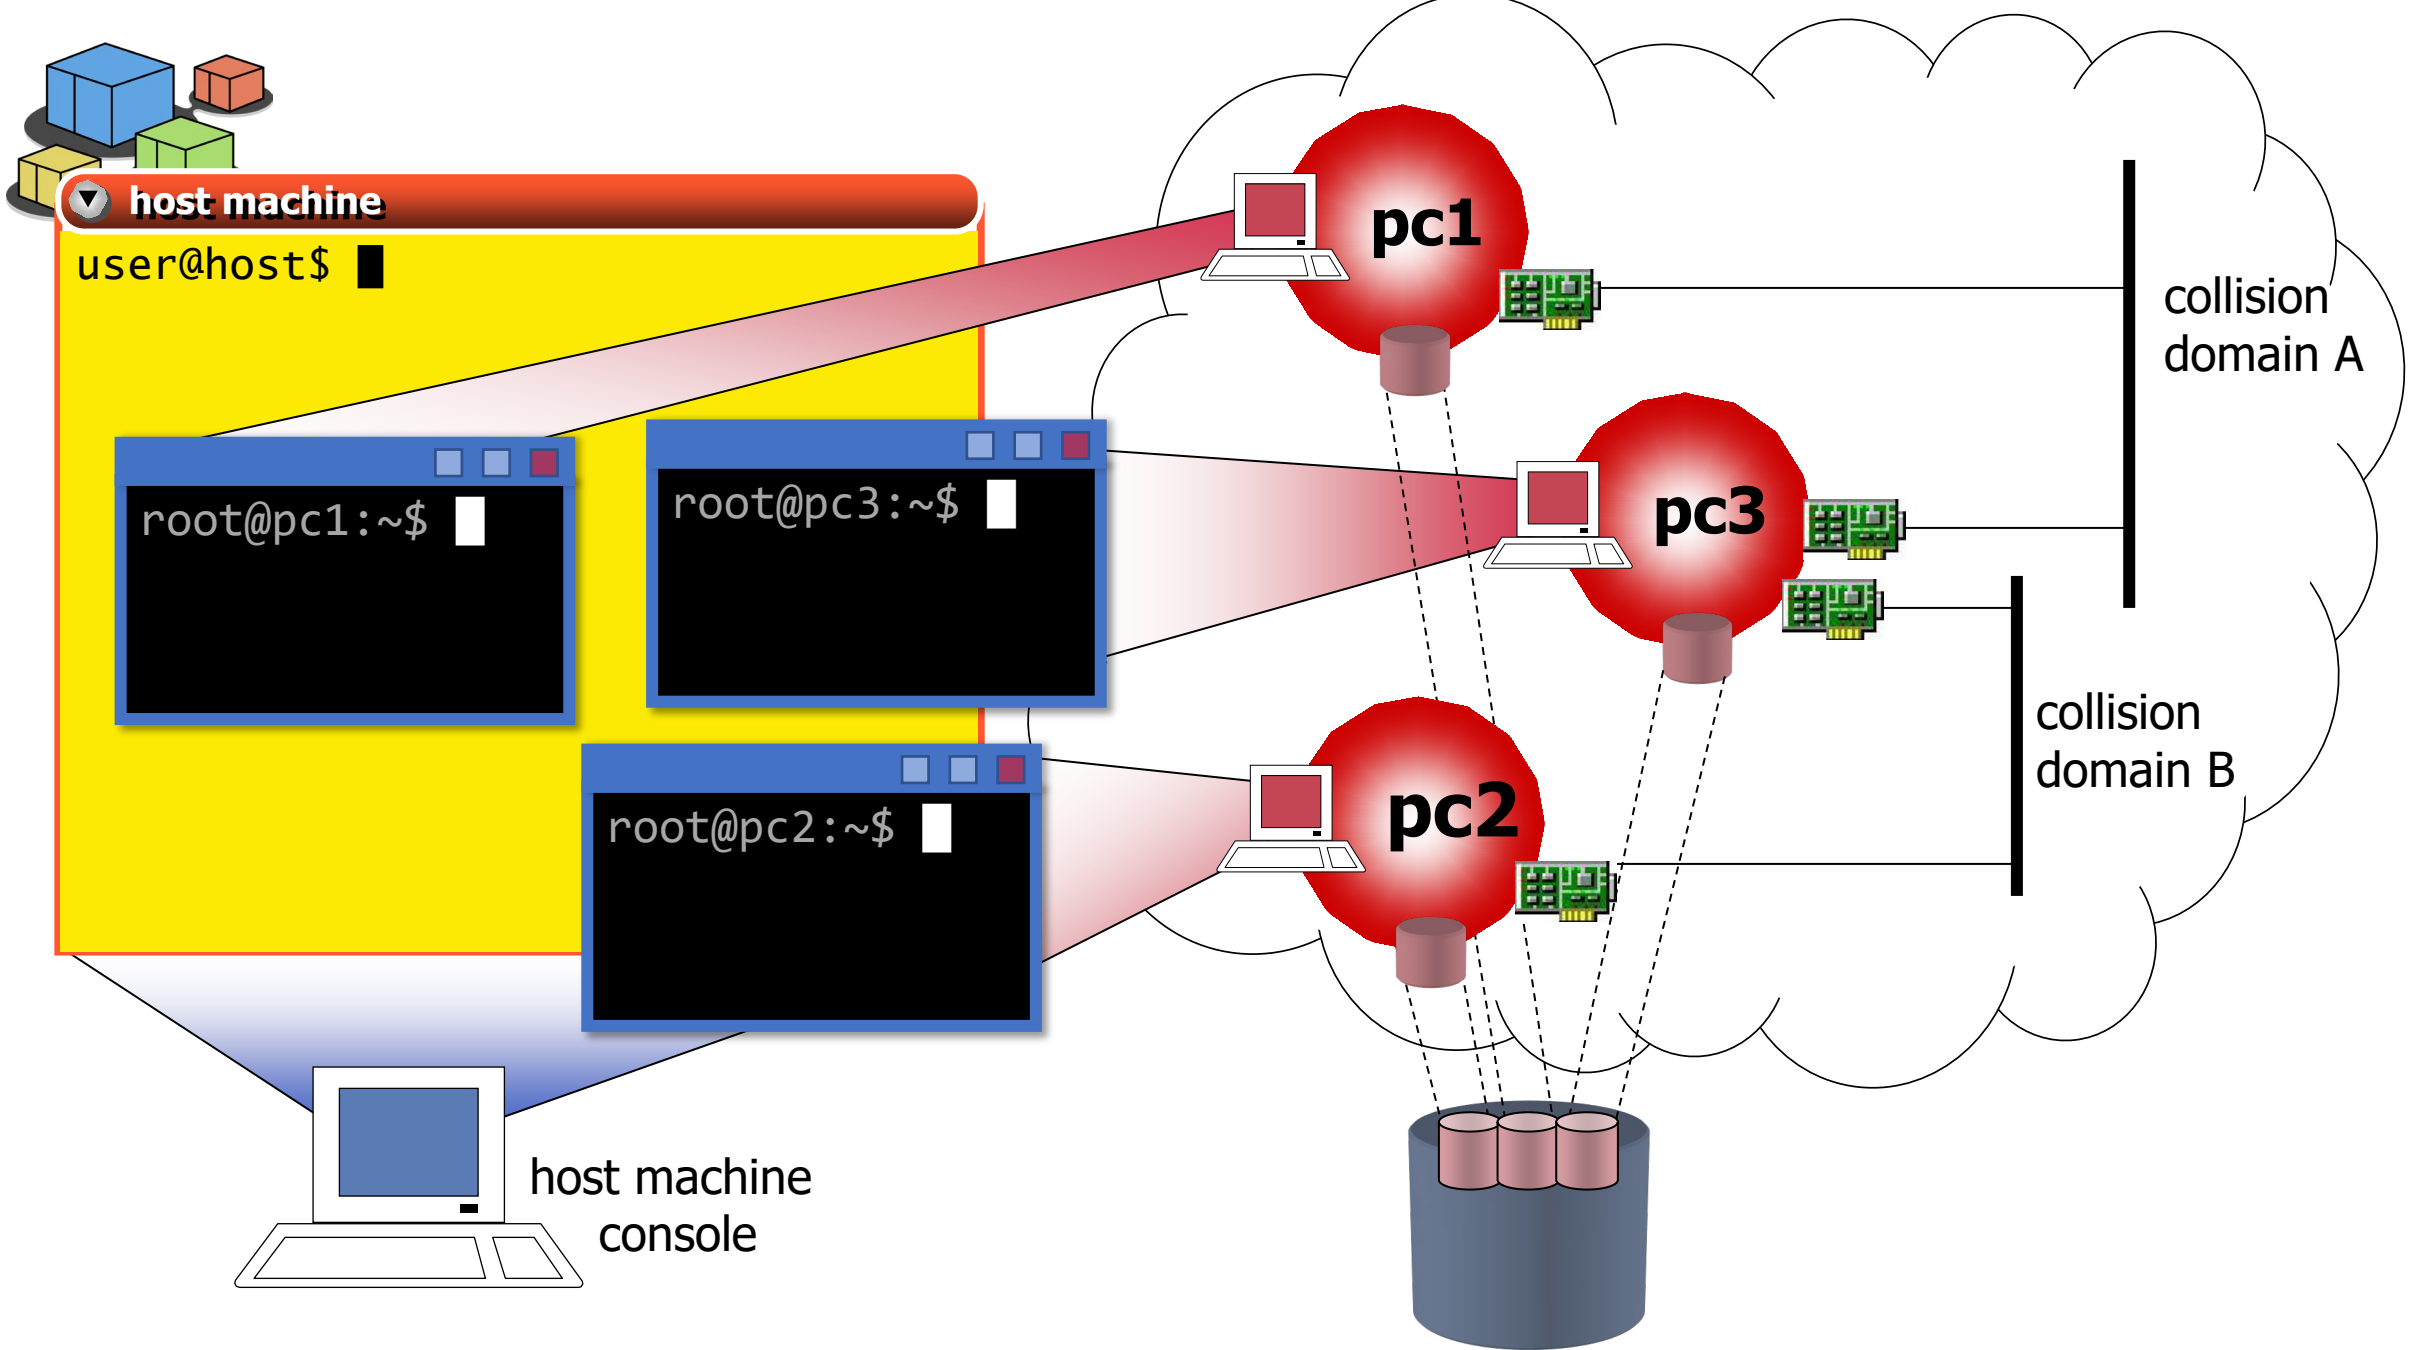 host machine
user@host$
root@pc1:~$
root@pc3:~$
root@pc2:~$
host machine
console
pc1
pc3
pc2
collision
domain A
collision
domain B